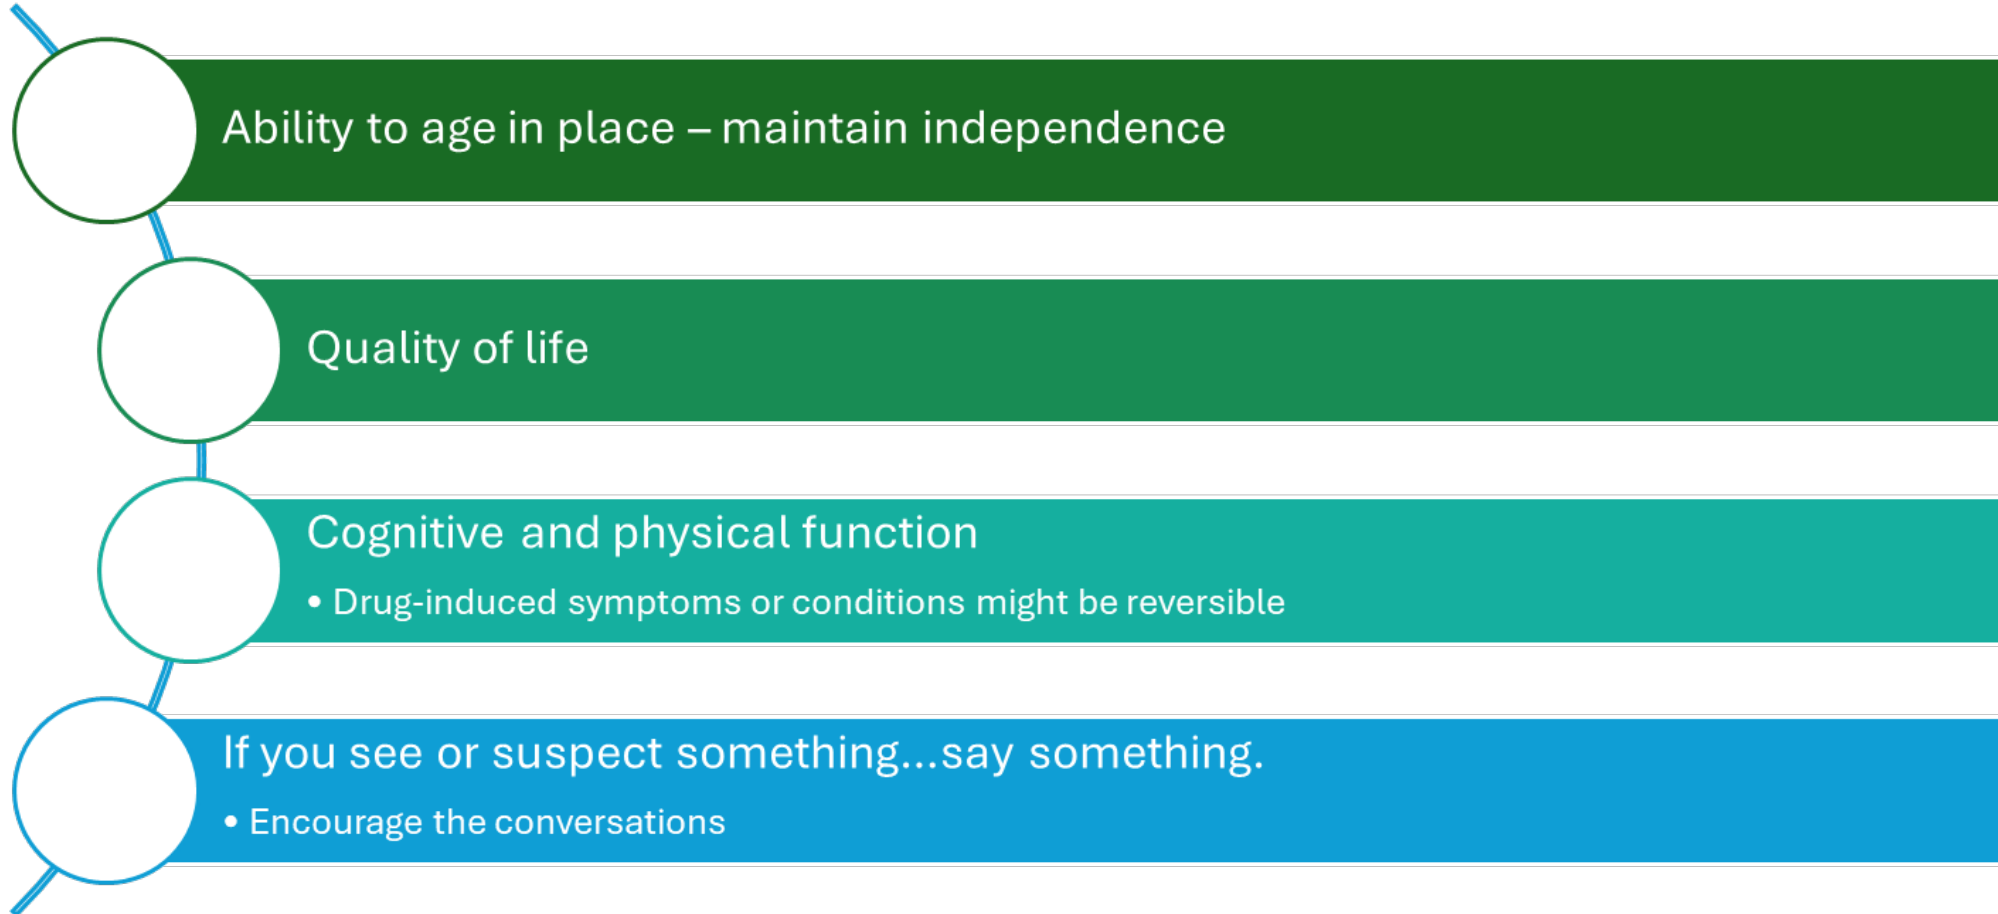 Ability to age in place – maintain independence
Quality of life
Cognitive and physical function
• Drug-induced symptoms or conditions might be reversible
If you see or suspect something...say something.
• Encourage the conversations